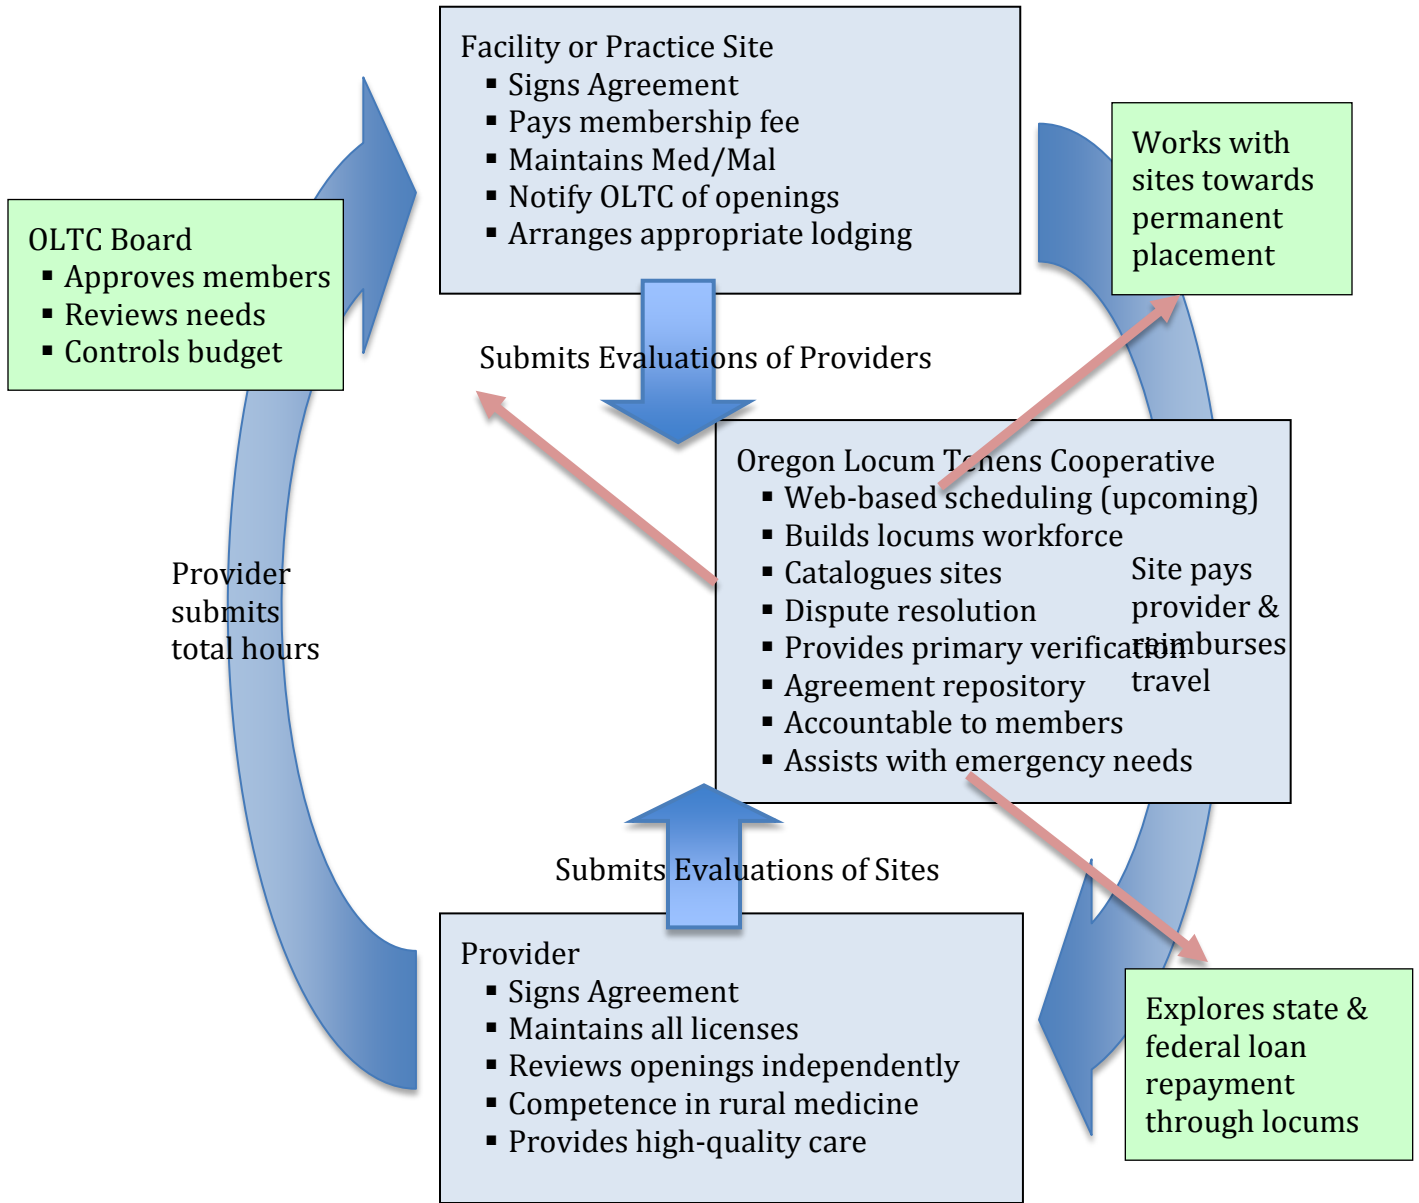 Facility or Practice Site
▪ Signs Agreement
▪ Pays membership fee
▪ Maintains Med/Mal
▪ Notify OLTC of openings
▪ Arranges appropriate lodging
Works with
sites towards
permanent
placement
OLTC Board
▪ Approves members
▪ Reviews needs
▪ Controls budget
Submits Evaluations of Providers
Oregon Locum Tenens Cooperative
▪ Web-based scheduling (upcoming)
▪ Builds locums workforce
▪ Catalogues sites
▪ Dispute resolution
▪ Provides primary verification
▪ Agreement repository
▪ Accountable to members
▪ Assists with emergency needs
Site pays
provider &
reimburses
travel
Provider
submits
total hours
Submits Evaluations of Sites
Provider
▪ Signs Agreement
▪ Maintains all licenses
▪ Reviews openings independently
▪ Competence in rural medicine
▪ Provides high-quality care
Explores state &
federal loan
repayment
through locums